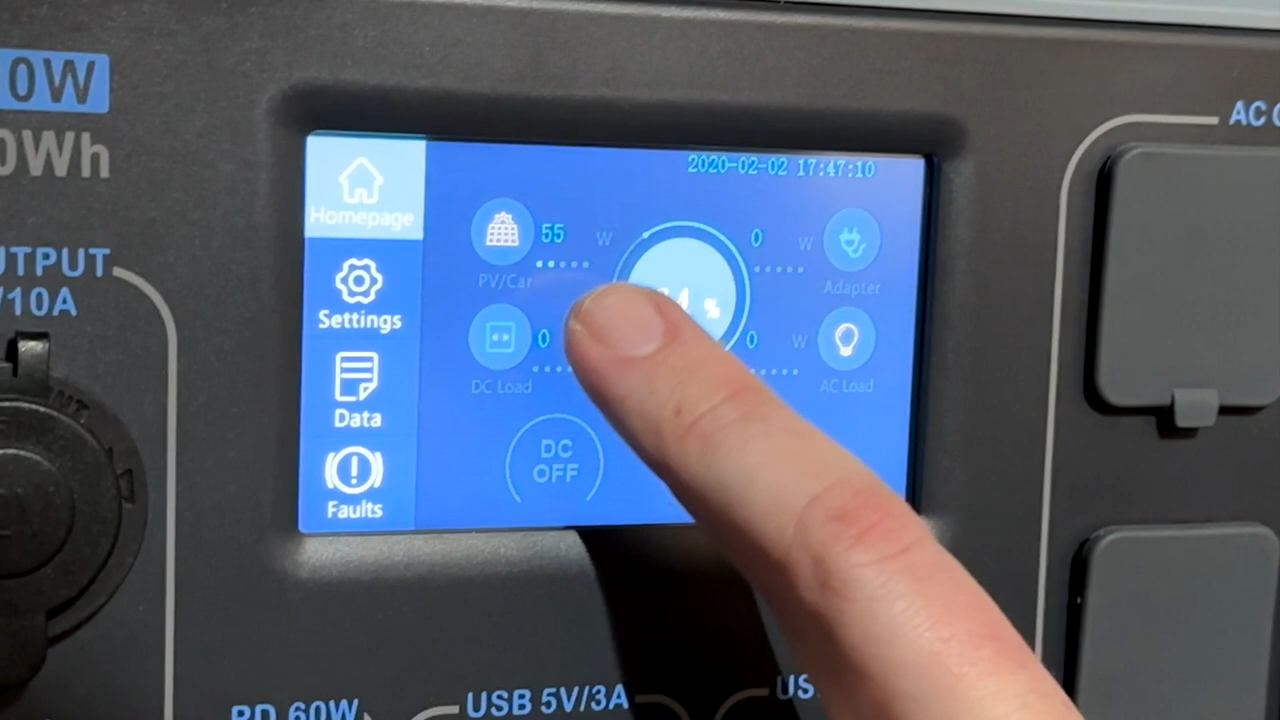 0W
0Wh
UTPUT
/10A
2020-02-02 17:47:10
Homepage
Settings
Data
Faults
55 W
PV/Car
0 W
Adapter
0
DC Load
%
0 W
AC Load
DC
OFF
AC
PD 60W
USB 5V/3A